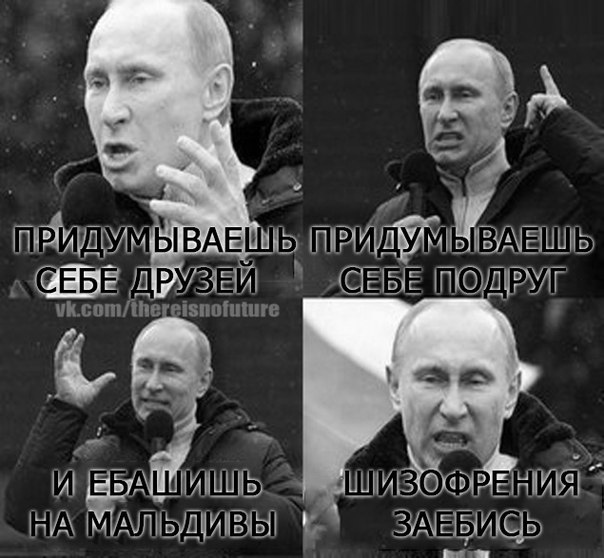 ПРИДУМЫВАЕШЬ
СЕБЕ ДРУЗЕЙ
ПРИДУМЫВАЕШЬ
СЕБЕ ПОДРУГ
vk.com/thereisnofuture
И ЕБАШИШЬ
НА МАЛЬДИВЫ
ШИЗОФРЕНИЯ
ЗАЕБИСЬ